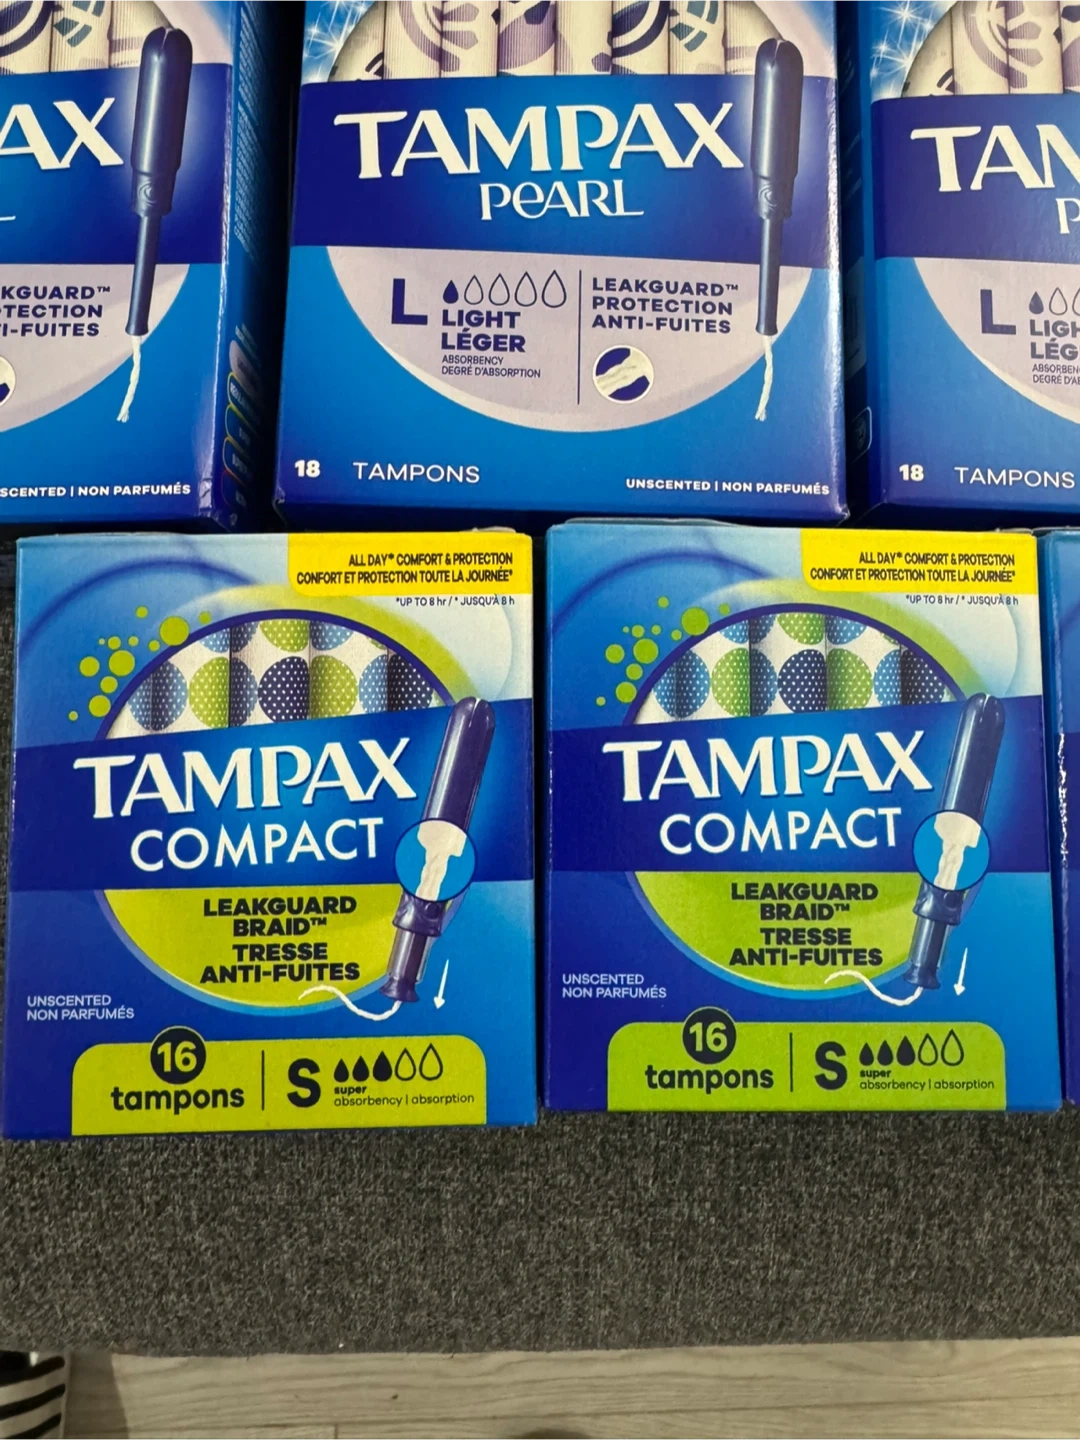 AX
KGUARD™
TECTION
I-FUITES
SCENTED | NON PARFUMÉS
TAMPAX
PEARL
L
LIGHT
LÉGER
ABSORBENCY
DEGRÉ D'ABSORPTION
LEAKGUARD™
PROTECTION
ANTI-FUITES
18 TAMPONS
UNSCENTED | NON PARFUMÉS
TAM
P
L
LIGH
LÉG
ABSORBEN
DEGRÉ D'AB
18 TAMPONS
ALL DAY* COMFORT & PROTECTION
CONFORT ET PROTECTION TOUTE LA JOURNÉE*
*UP TO 8 hr / * JUSQU'À 8 h
TAMPAX
COMPACT
LEAKGUARD
BRAID™
TRESSE
ANTI-FUITES
UNSCENTED
NON PARFUMÉS
16
tampons
S
super
absorbency | absorption
ALL DAY* COMFORT & PROTECTION
CONFORT ET PROTECTION TOUTE LA JOURNÉE*
*UP TO 8 hr / * JUSQU'À 8 h
TAMPAX
COMPACT
LEAKGUARD
BRAID™
TRESSE
ANTI-FUITES
UNSCENTED
NON PARFUMÉS
16
tampons
S
super
absorbency | absorption